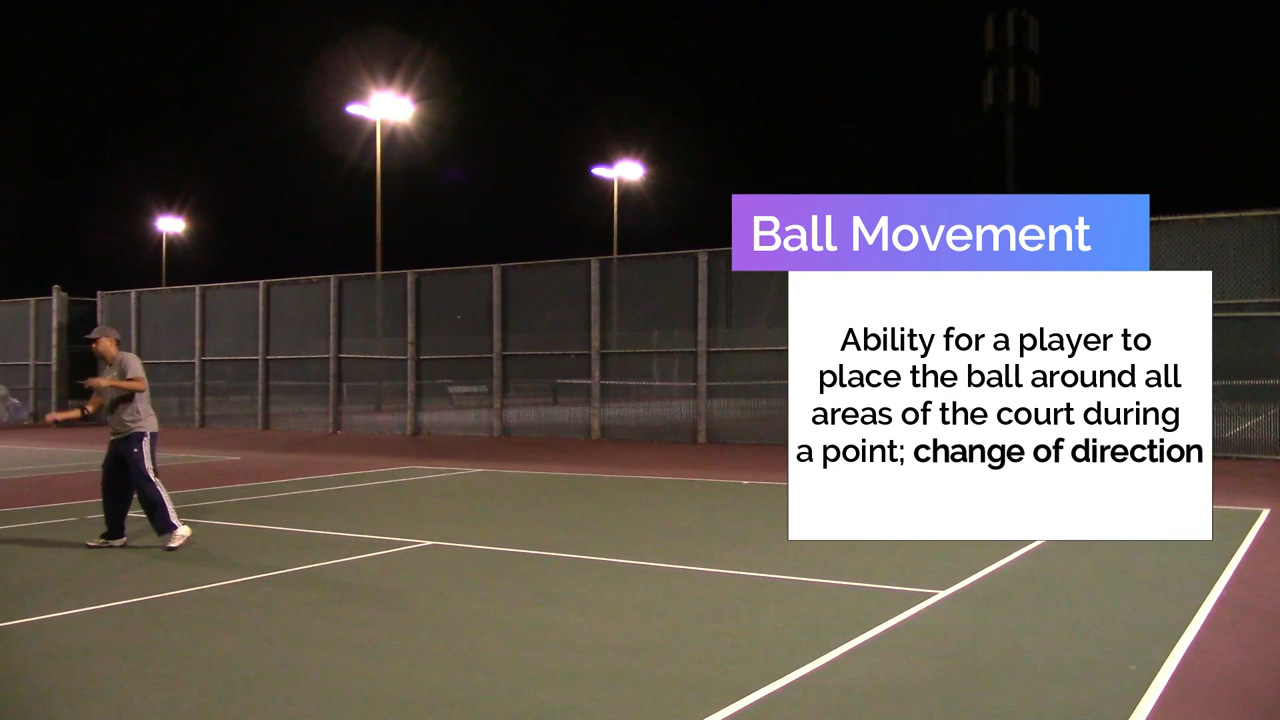 Ball Movement
Ability for a player to
place the ball around all
areas of the court during
a point; change of direction